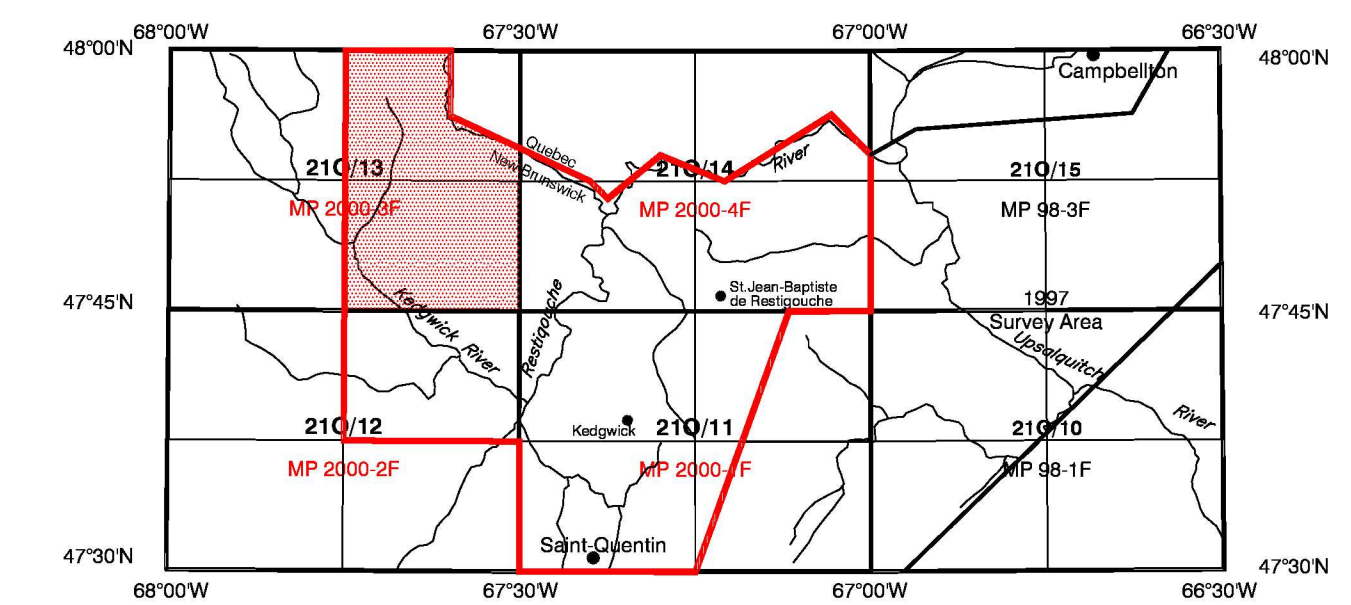 68°00'W 67°30'W 67°00'W 66°30'W
48°00'N 48°00'N
Campbellton
Quebec
New Brunswick
River
21O/13 21O/14 21O/15
MP 2000-3F MP 2000-4F MP 98-3F
St.Jean-Baptiste
de Restigouche
Kedgwick River
Restigouche
1997
Survey Area
47°45'N 47°45'N
Upsalquitch River
21O/12 21O/11 21O/10
Kedgwick
MP 2000-2F MP 2000-1F MP 98-1F
Saint-Quentin
47°30'N 47°30'N
68°00'W 67°30'W 67°00'W 66°30'W